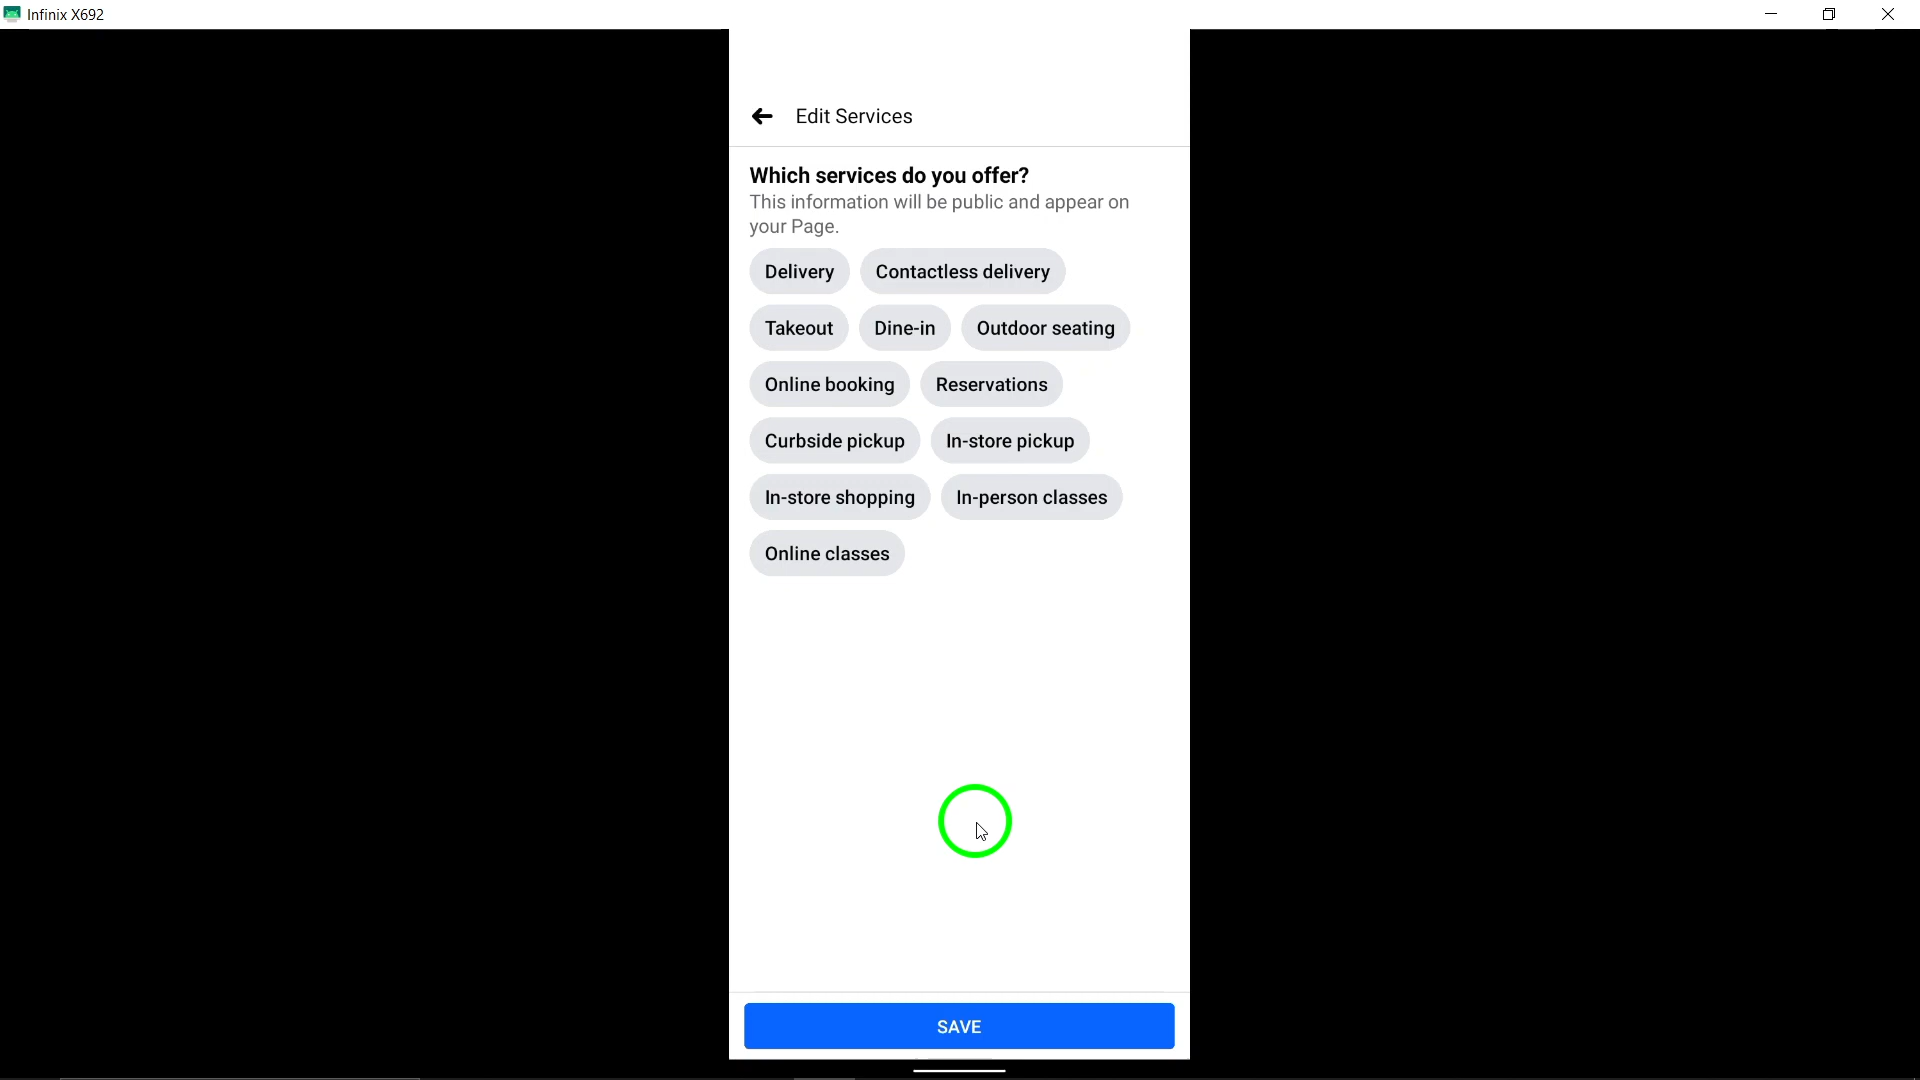 Infinix X692
Edit Services
Which services do you offer?
This information will be public and appear on
your Page.
Delivery Contactless delivery
Takeout Dine-in Outdoor seating
Online booking Reservations
Curbside pickup In-store pickup
In-store shopping In-person classes
Online classes
SAVE